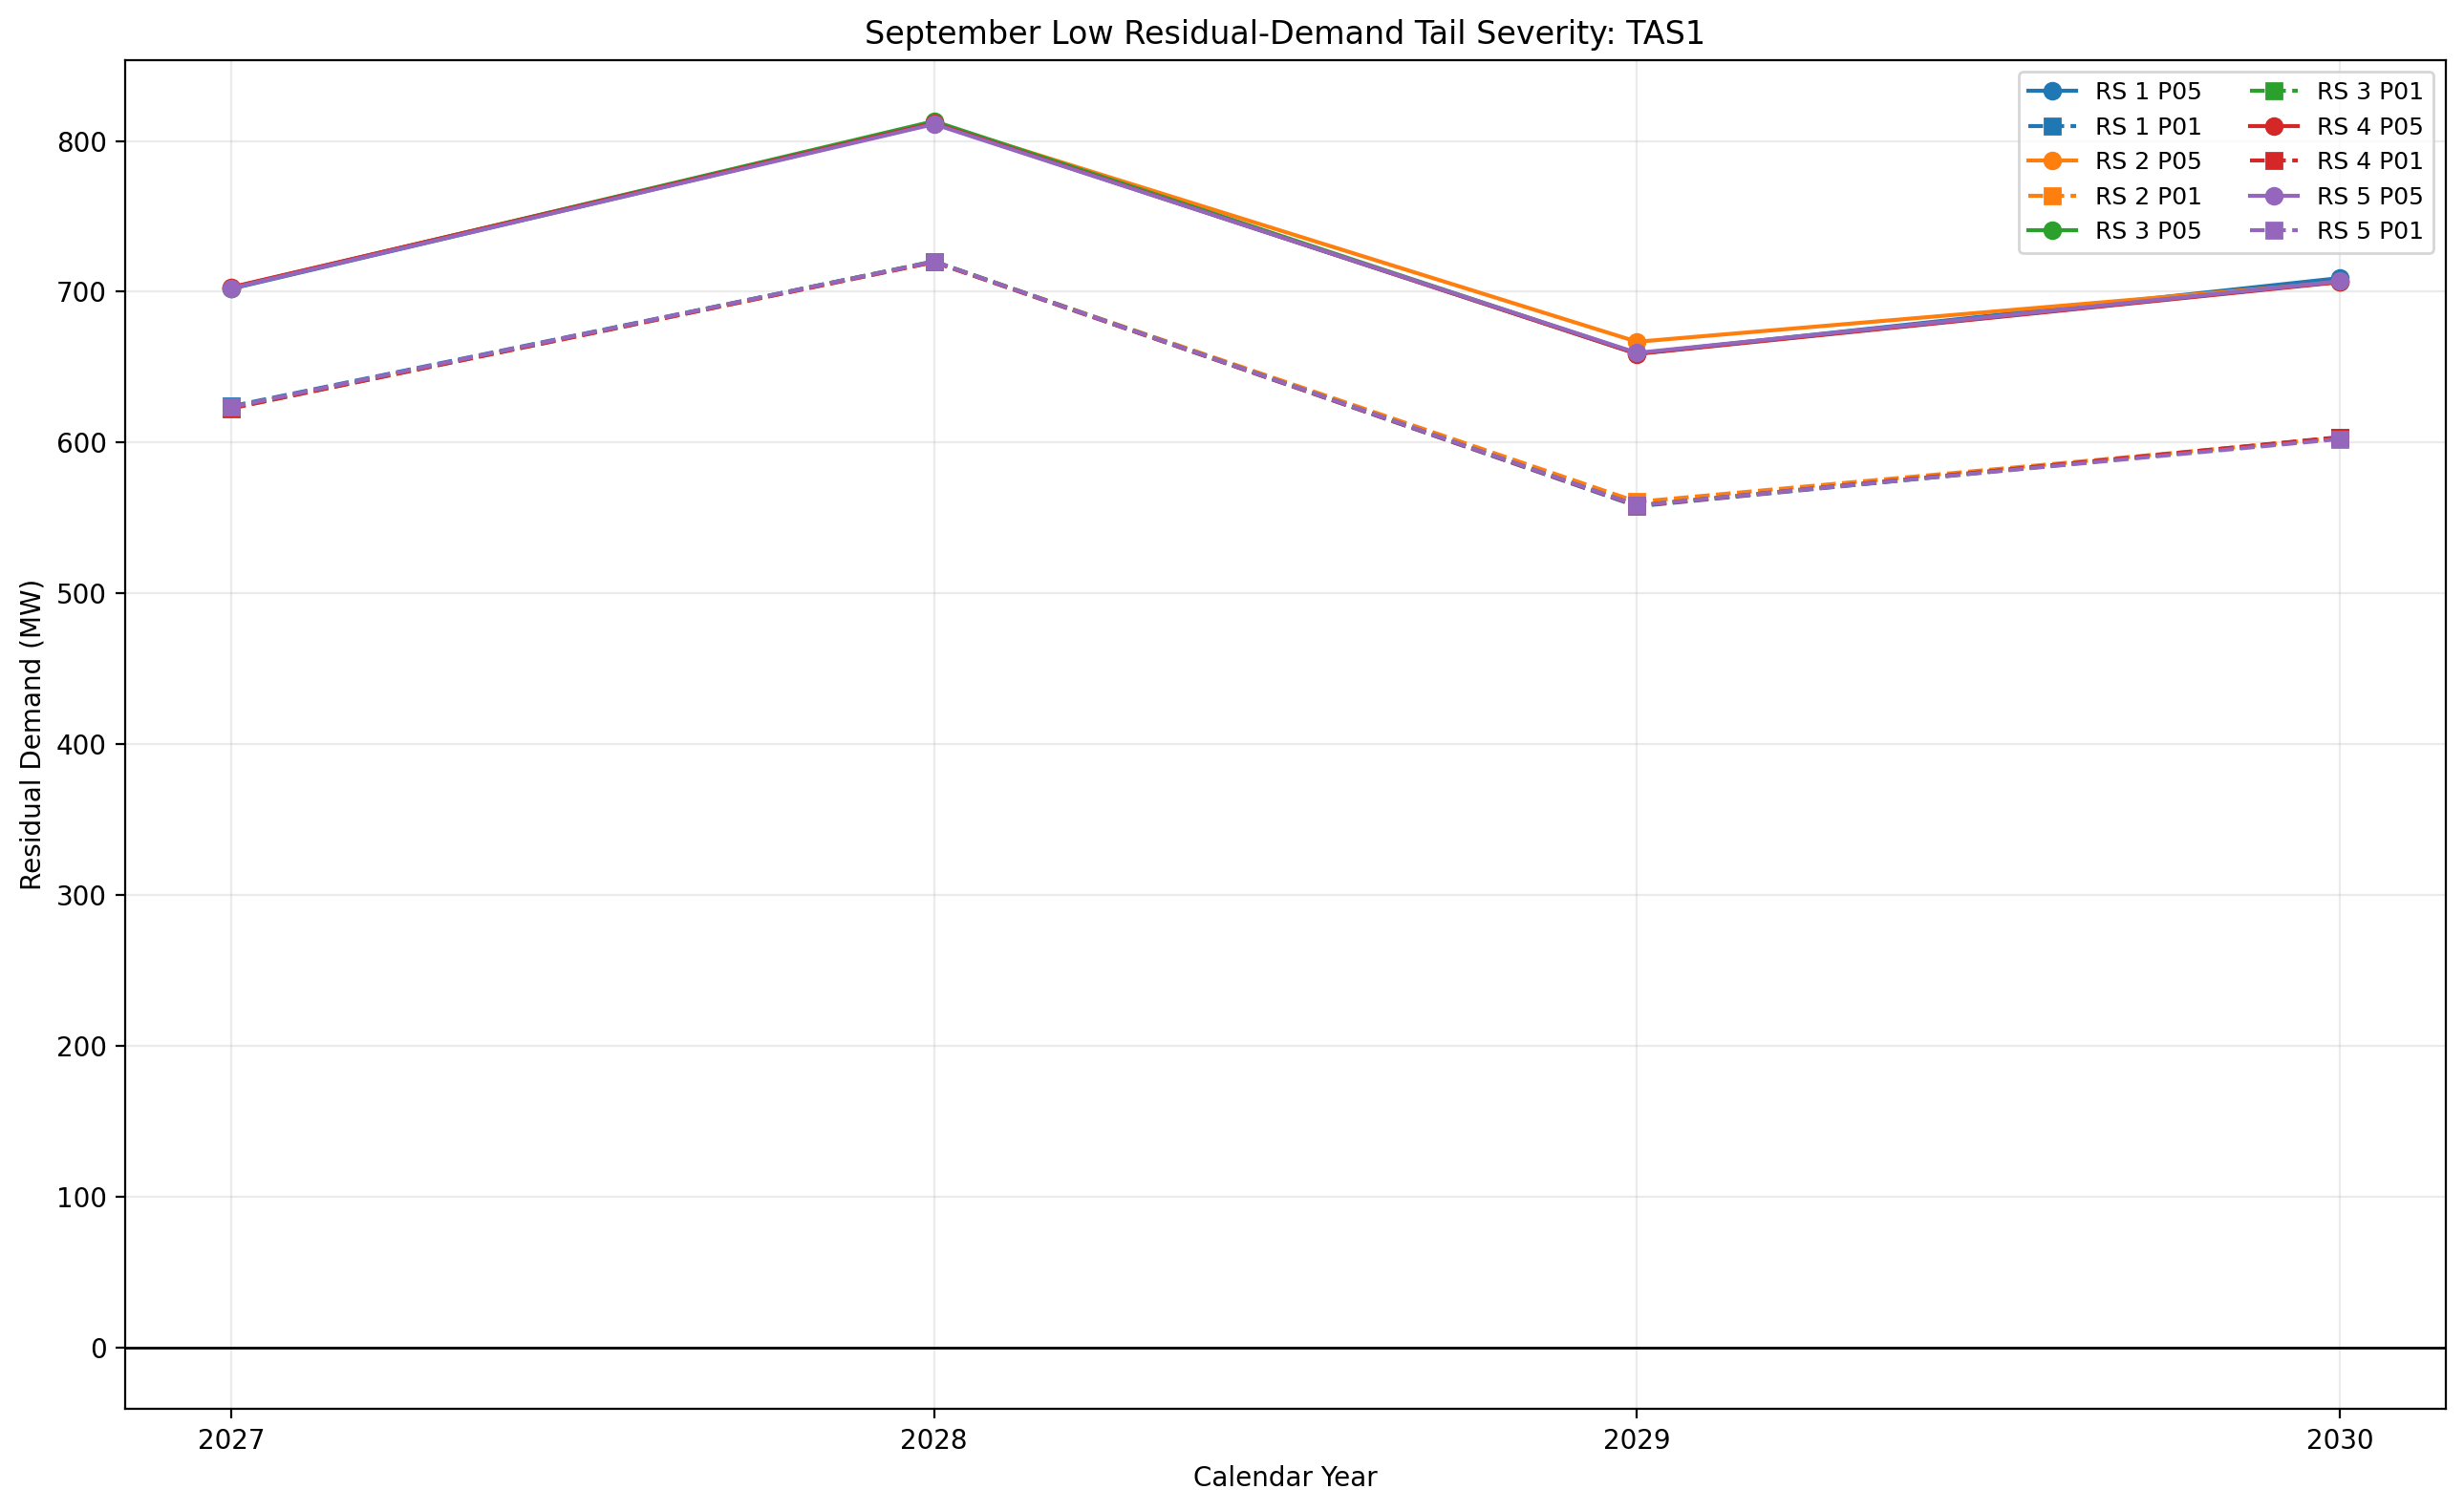 September Low Residual-Demand Tail Severity: TAS1
Residual Demand (MW)
800
700
600
500
400
300
200
100
0
RS 1 P05
RS 1 P01
RS 2 P05
RS 2 P01
RS 3 P05
RS 3 P01
RS 4 P05
RS 4 P01
RS 5 P05
RS 5 P01
2027
2028
2029
2030
Calendar Year